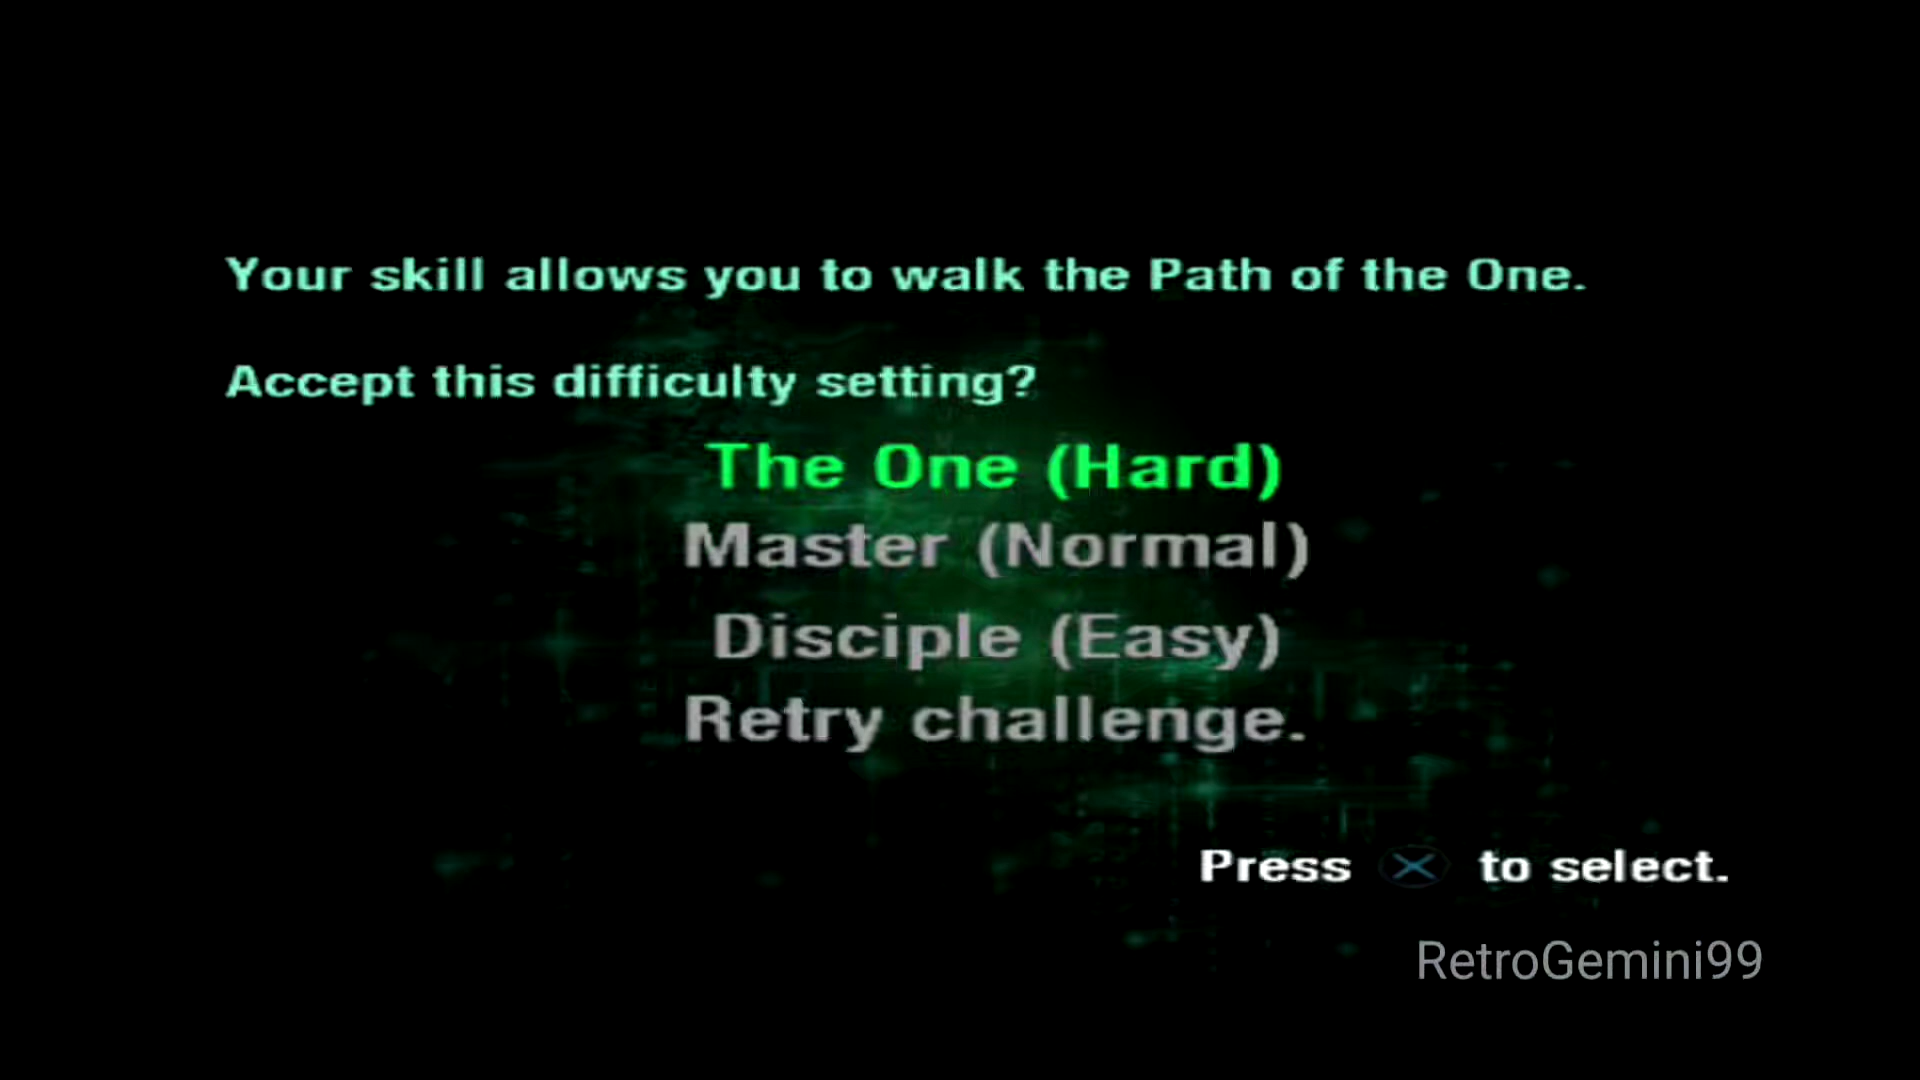 Your skill allows you to walk the Path of the One.
Accept this difficulty setting?
The One (Hard)
Master (Normal)
Disciple (Easy)
Retry challenge.
Press X to select.
RetroGemini99